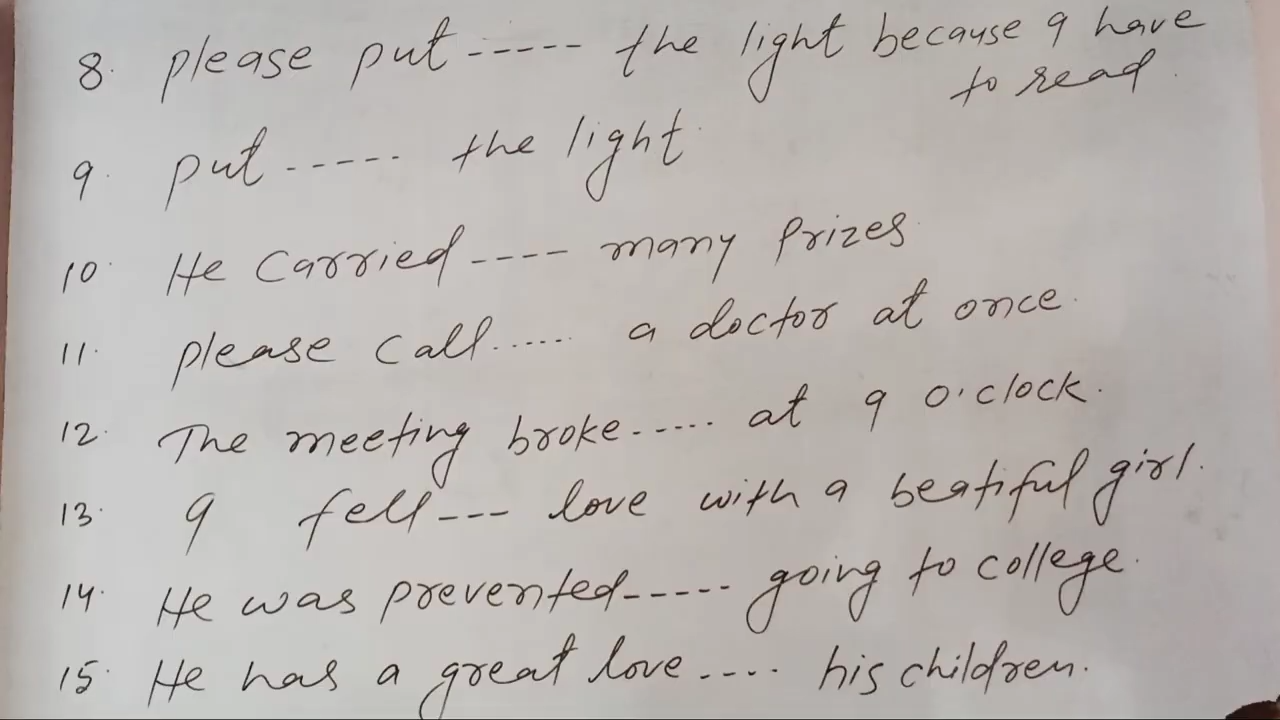 8. please put ----- the light because I have
to read.
9. put ----- the light.
10. He carried ---- many prizes.
11. please call..... a doctor at once.
12. The meeting broke ----- at 9 o'clock.
13. I fell --- love with a beatiful girl.
14. He was prevented ----- going to college.
15. He has a great love .... his children.